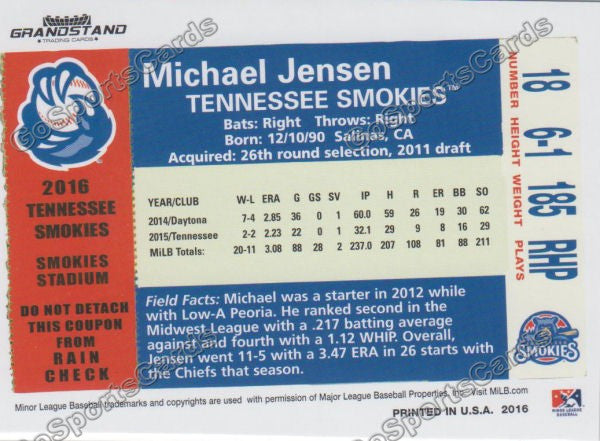 GRANDSTAND
TRADING CARDS
Michael Jensen
TENNESSEE SMOKIES™
Bats: Right Throws: Right
Born: 12/10/90 Salinas, CA
Acquired: 26th round selection, 2011 draft
18 6-1 185 RHP
NUMBER HEIGHT WEIGHT PLAYS
2016
TENNESSEE
SMOKIES
SMOKIES
STADIUM
DO NOT DETACH
THIS COUPON
FROM
RAIN
CHECK
YEAR/CLUB W-L ERA G GS SV IP H R ER BB SO
2014/Daytona 7-4 2.85 36 0 1 60.0 59 26 19 30 62
2015/Tennessee 2-2 2.23 22 0 1 32.1 29 9 8 16 29
MiLB Totals: 20-11 3.08 88 28 2 237.0 207 108 81 88 211
Field Facts: Michael was a starter in 2012 while
with Low-A Peoria. He ranked second in the
Midwest League with a .217 batting average
against and fourth with a 1.12 WHIP. Overall,
Jensen went 11-5 with a 3.47 ERA in 26 starts with
the Chiefs that season.
SMOKIES
Minor League Baseball trademarks and copyrights are used with permission of Major League Baseball Properties, Inc. Visit MiLB.com
PRINTED IN U.S.A. 2016
MINOR LEAGUE
BASEBALL
GoSportsCards